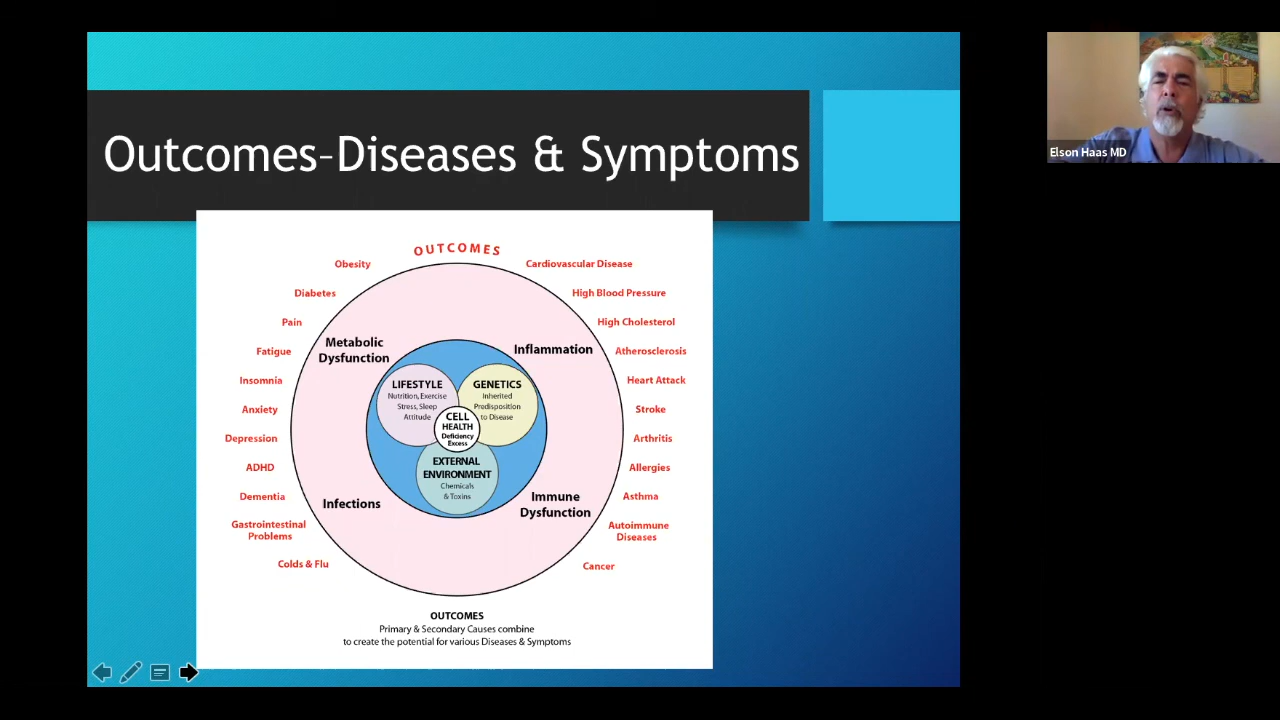 Outcomes–Diseases & Symptoms
Elson Haas MD
OUTCOMES
Obesity
Diabetes
Pain
Fatigue
Insomnia
Anxiety
Depression
ADHD
Dementia
Gastrointestinal
Problems
Colds & Flu
Cardiovascular Disease
High Blood Pressure
High Cholesterol
Atherosclerosis
Heart Attack
Stroke
Arthritis
Allergies
Asthma
Autoimmune
Diseases
Cancer
Metabolic
Dysfunction
Inflammation
Infections
Immune
Dysfunction
LIFESTYLE
Nutrition, Exercise
Stress, Sleep
Attitude
GENETICS
Inherited
Predisposition
to Disease
CELL
HEALTH
Deficiency
Excess
EXTERNAL
ENVIRONMENT
Chemicals
& Toxins
OUTCOMES
Primary & Secondary Causes combine
to create the potential for various Diseases & Symptoms